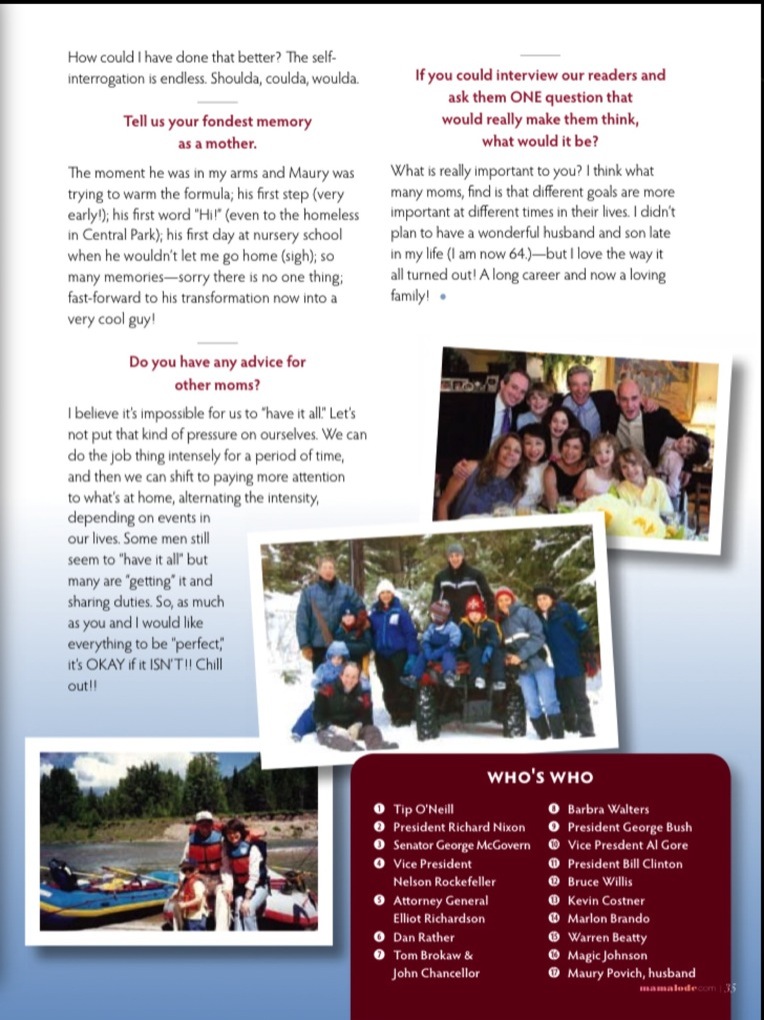 How could I have done that better? The self-
interrogation is endless. Shoulda, coulda, woulda.
Tell us your fondest memory
as a mother.
The moment he was in my arms and Maury was
trying to warm the formula; his first step (very
early!); his first word "Hi!" (even to the homeless
in Central Park); his first day at nursery school
when he wouldn't let me go home (sigh); so
many memories—sorry there is no one thing;
fast-forward to his transformation now into a
very cool guy!
Do you have any advice for
other moms?
I believe it's impossible for us to "have it all." Let's
not put that kind of pressure on ourselves. We can
do the job thing intensely for a period of time,
and then we can shift to paying more attention
to what's at home, alternating the intensity,
depending on events in
our lives. Some men still
seem to "have it all" but
many are "getting" it and
sharing duties. So, as much
as you and I would like
everything to be "perfect,"
it's OKAY if it ISN'T!! Chill
out!!
If you could interview our readers and
ask them ONE question that
would really make them think,
what would it be?
What is really important to you? I think what
many moms, find is that different goals are more
important at different times in their lives. I didn't
plan to have a wonderful husband and son late
in my life (I am now 64.)—but I love the way it
all turned out! A long career and now a loving
family!
WHO'S WHO
1 Tip O'Neill
2 President Richard Nixon
3 Senator George McGovern
4 Vice President
Nelson Rockefeller
5 Attorney General
Elliot Richardson
6 Dan Rather
7 Tom Brokaw &
John Chancellor
8 Barbra Walters
9 President George Bush
10 Vice Presdent Al Gore
11 President Bill Clinton
12 Bruce Willis
13 Kevin Costner
14 Marlon Brando
15 Warren Beatty
16 Magic Johnson
17 Maury Povich, husband
mamalode.com | 35